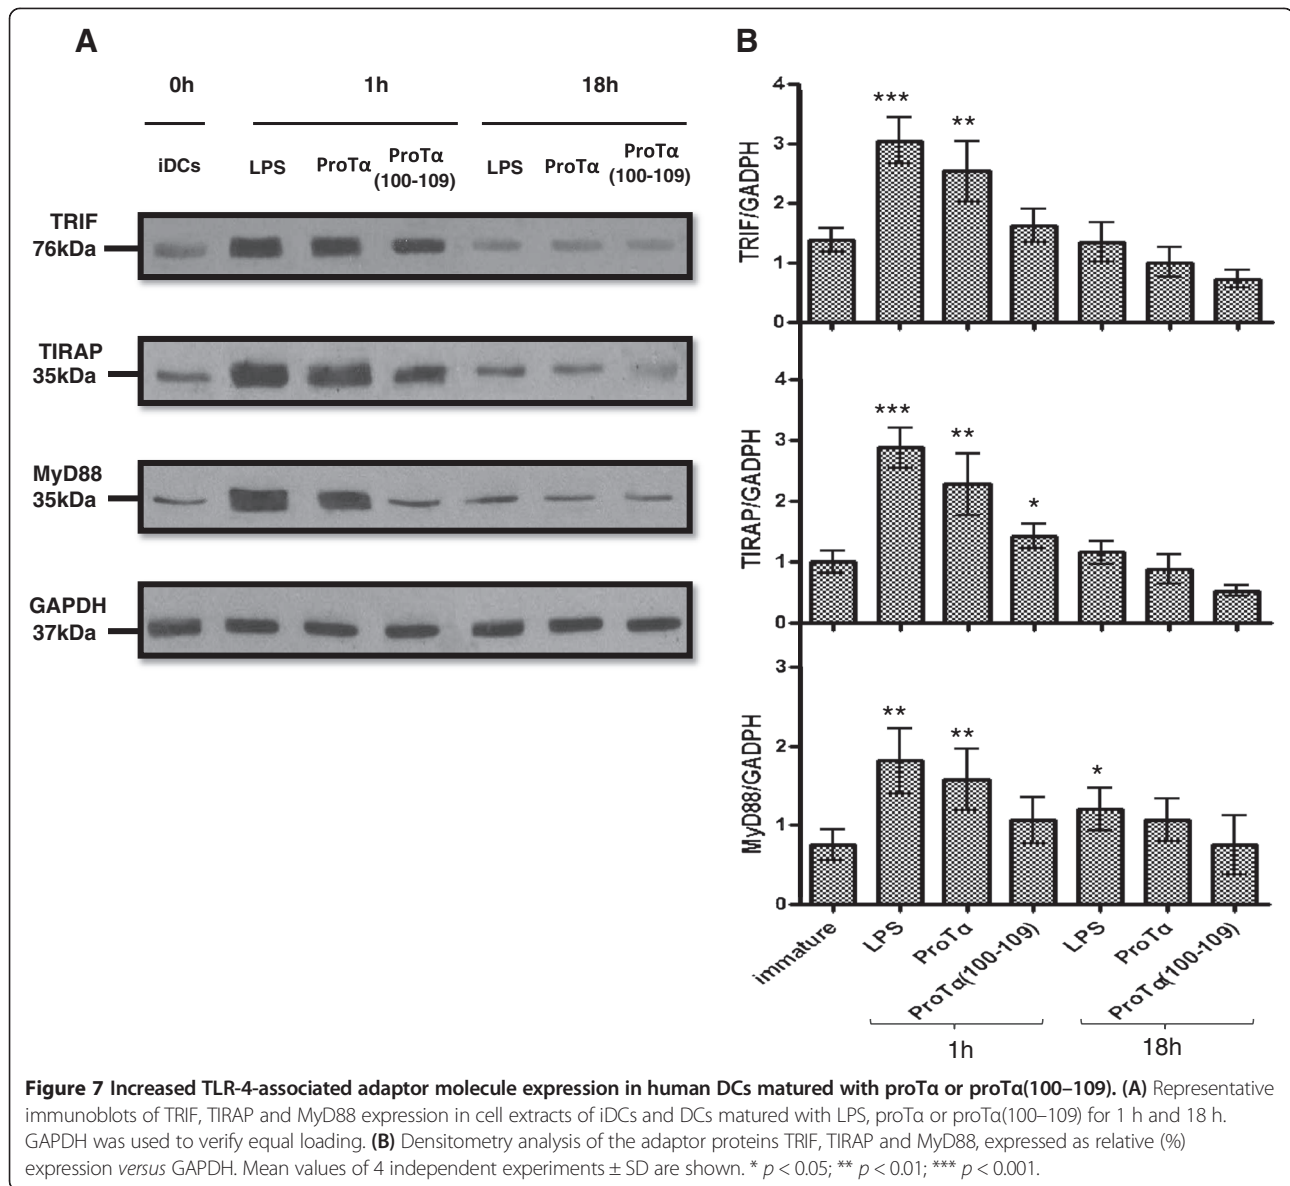 A
0h 1h 18h
iDCs LPS ProTα ProTα (100-109) LPS ProTα ProTα (100-109)
TRIF
76kDa
TIRAP
35kDa
MyD88
35kDa
GAPDH
37kDa
B
TRIF/GADPH
4
3
2
1
0
*** **
TIRAP/GADPH
4
3
2
1
0
*** ** *
MyD88/GADPH
3
2
1
0
** ** *
immature LPS ProTα ProTα(100-109) LPS ProTα ProTα(100-109)
1h 18h
Figure 7 Increased TLR-4-associated adaptor molecule expression in human DCs matured with proTα or proTα(100–109). (A) Representative
immunoblots of TRIF, TIRAP and MyD88 expression in cell extracts of iDCs and DCs matured with LPS, proTα or proTα(100–109) for 1 h and 18 h.
GAPDH was used to verify equal loading. (B) Densitometry analysis of the adaptor proteins TRIF, TIRAP and MyD88, expressed as relative (%)
expression versus GAPDH. Mean values of 4 independent experiments ± SD are shown. * p < 0.05; ** p < 0.01; *** p < 0.001.